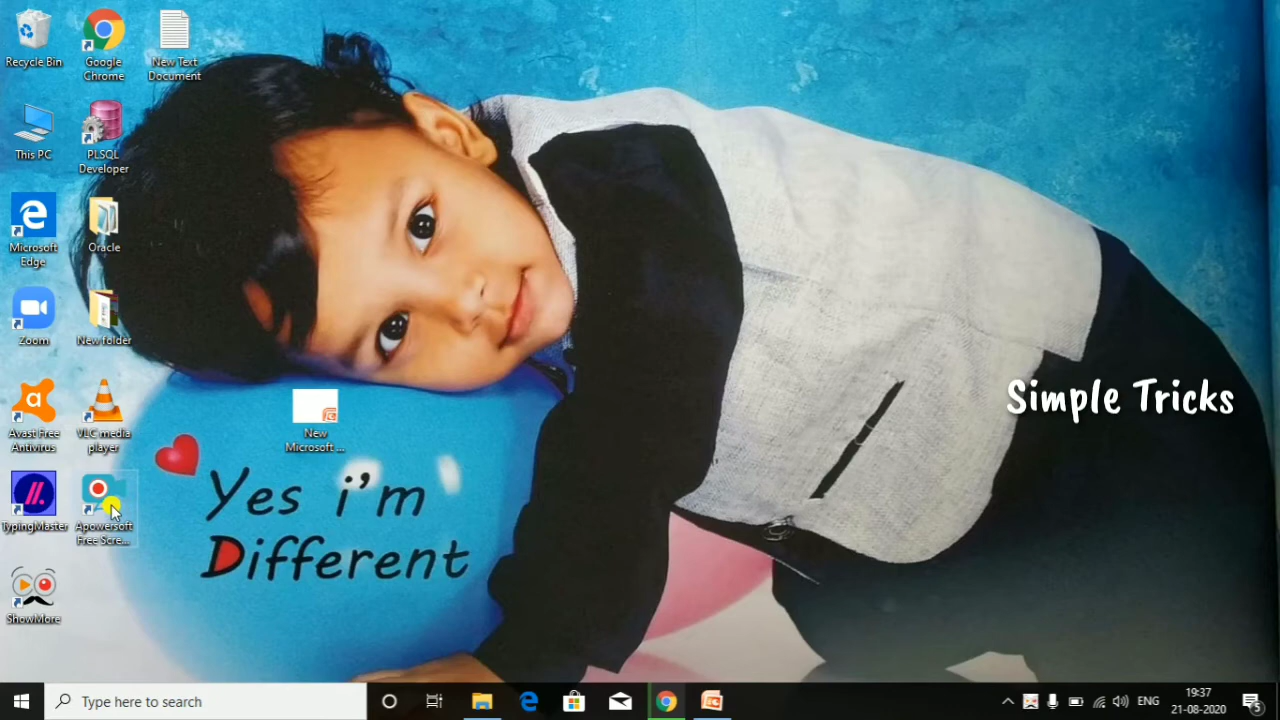 Recycle Bin
Google
Chrome
New Text
Document
This PC
PLSQL
Developer
Microsoft
Edge
Oracle
Zoom
New folder
Avast Free
Antivirus
VLC media
player
New
Microsoft ...
TypingMaster
Apowersoft
Free Scre...
ShowMore
Yes i'm
Different
Simple Tricks
Type here to search
ENG
19:37
21-08-2020
5